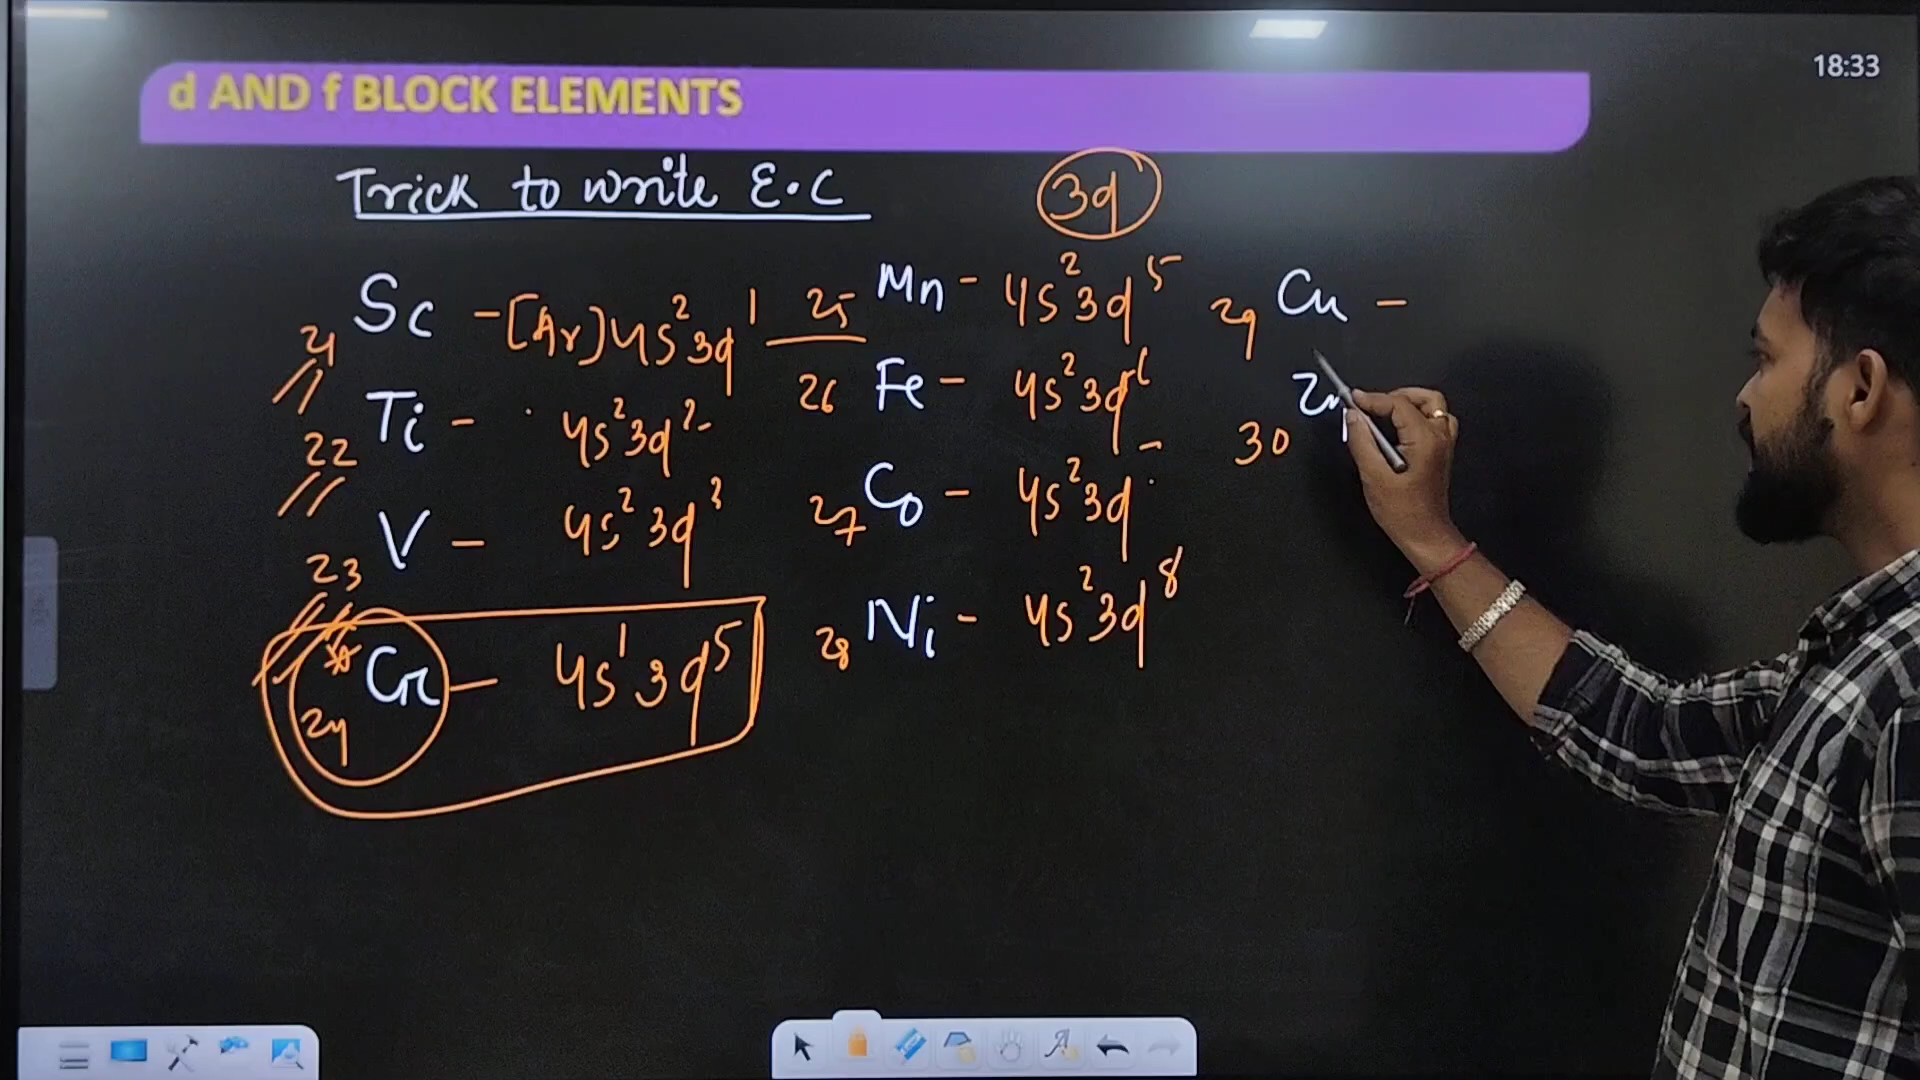 18:33
d AND f BLOCK ELEMENTS
Trick to write E.C
3d
21 Sc - [Ar] 4s² 3d¹
22 Ti - 4s² 3d²
23 V - 4s² 3d³
24 Cr - 4s¹ 3d⁵
25 Mn - 4s² 3d⁵
26 Fe - 4s² 3d⁶
27 Co - 4s² 3d
28 Ni - 4s² 3d⁸
29 Cu -
30 Zn